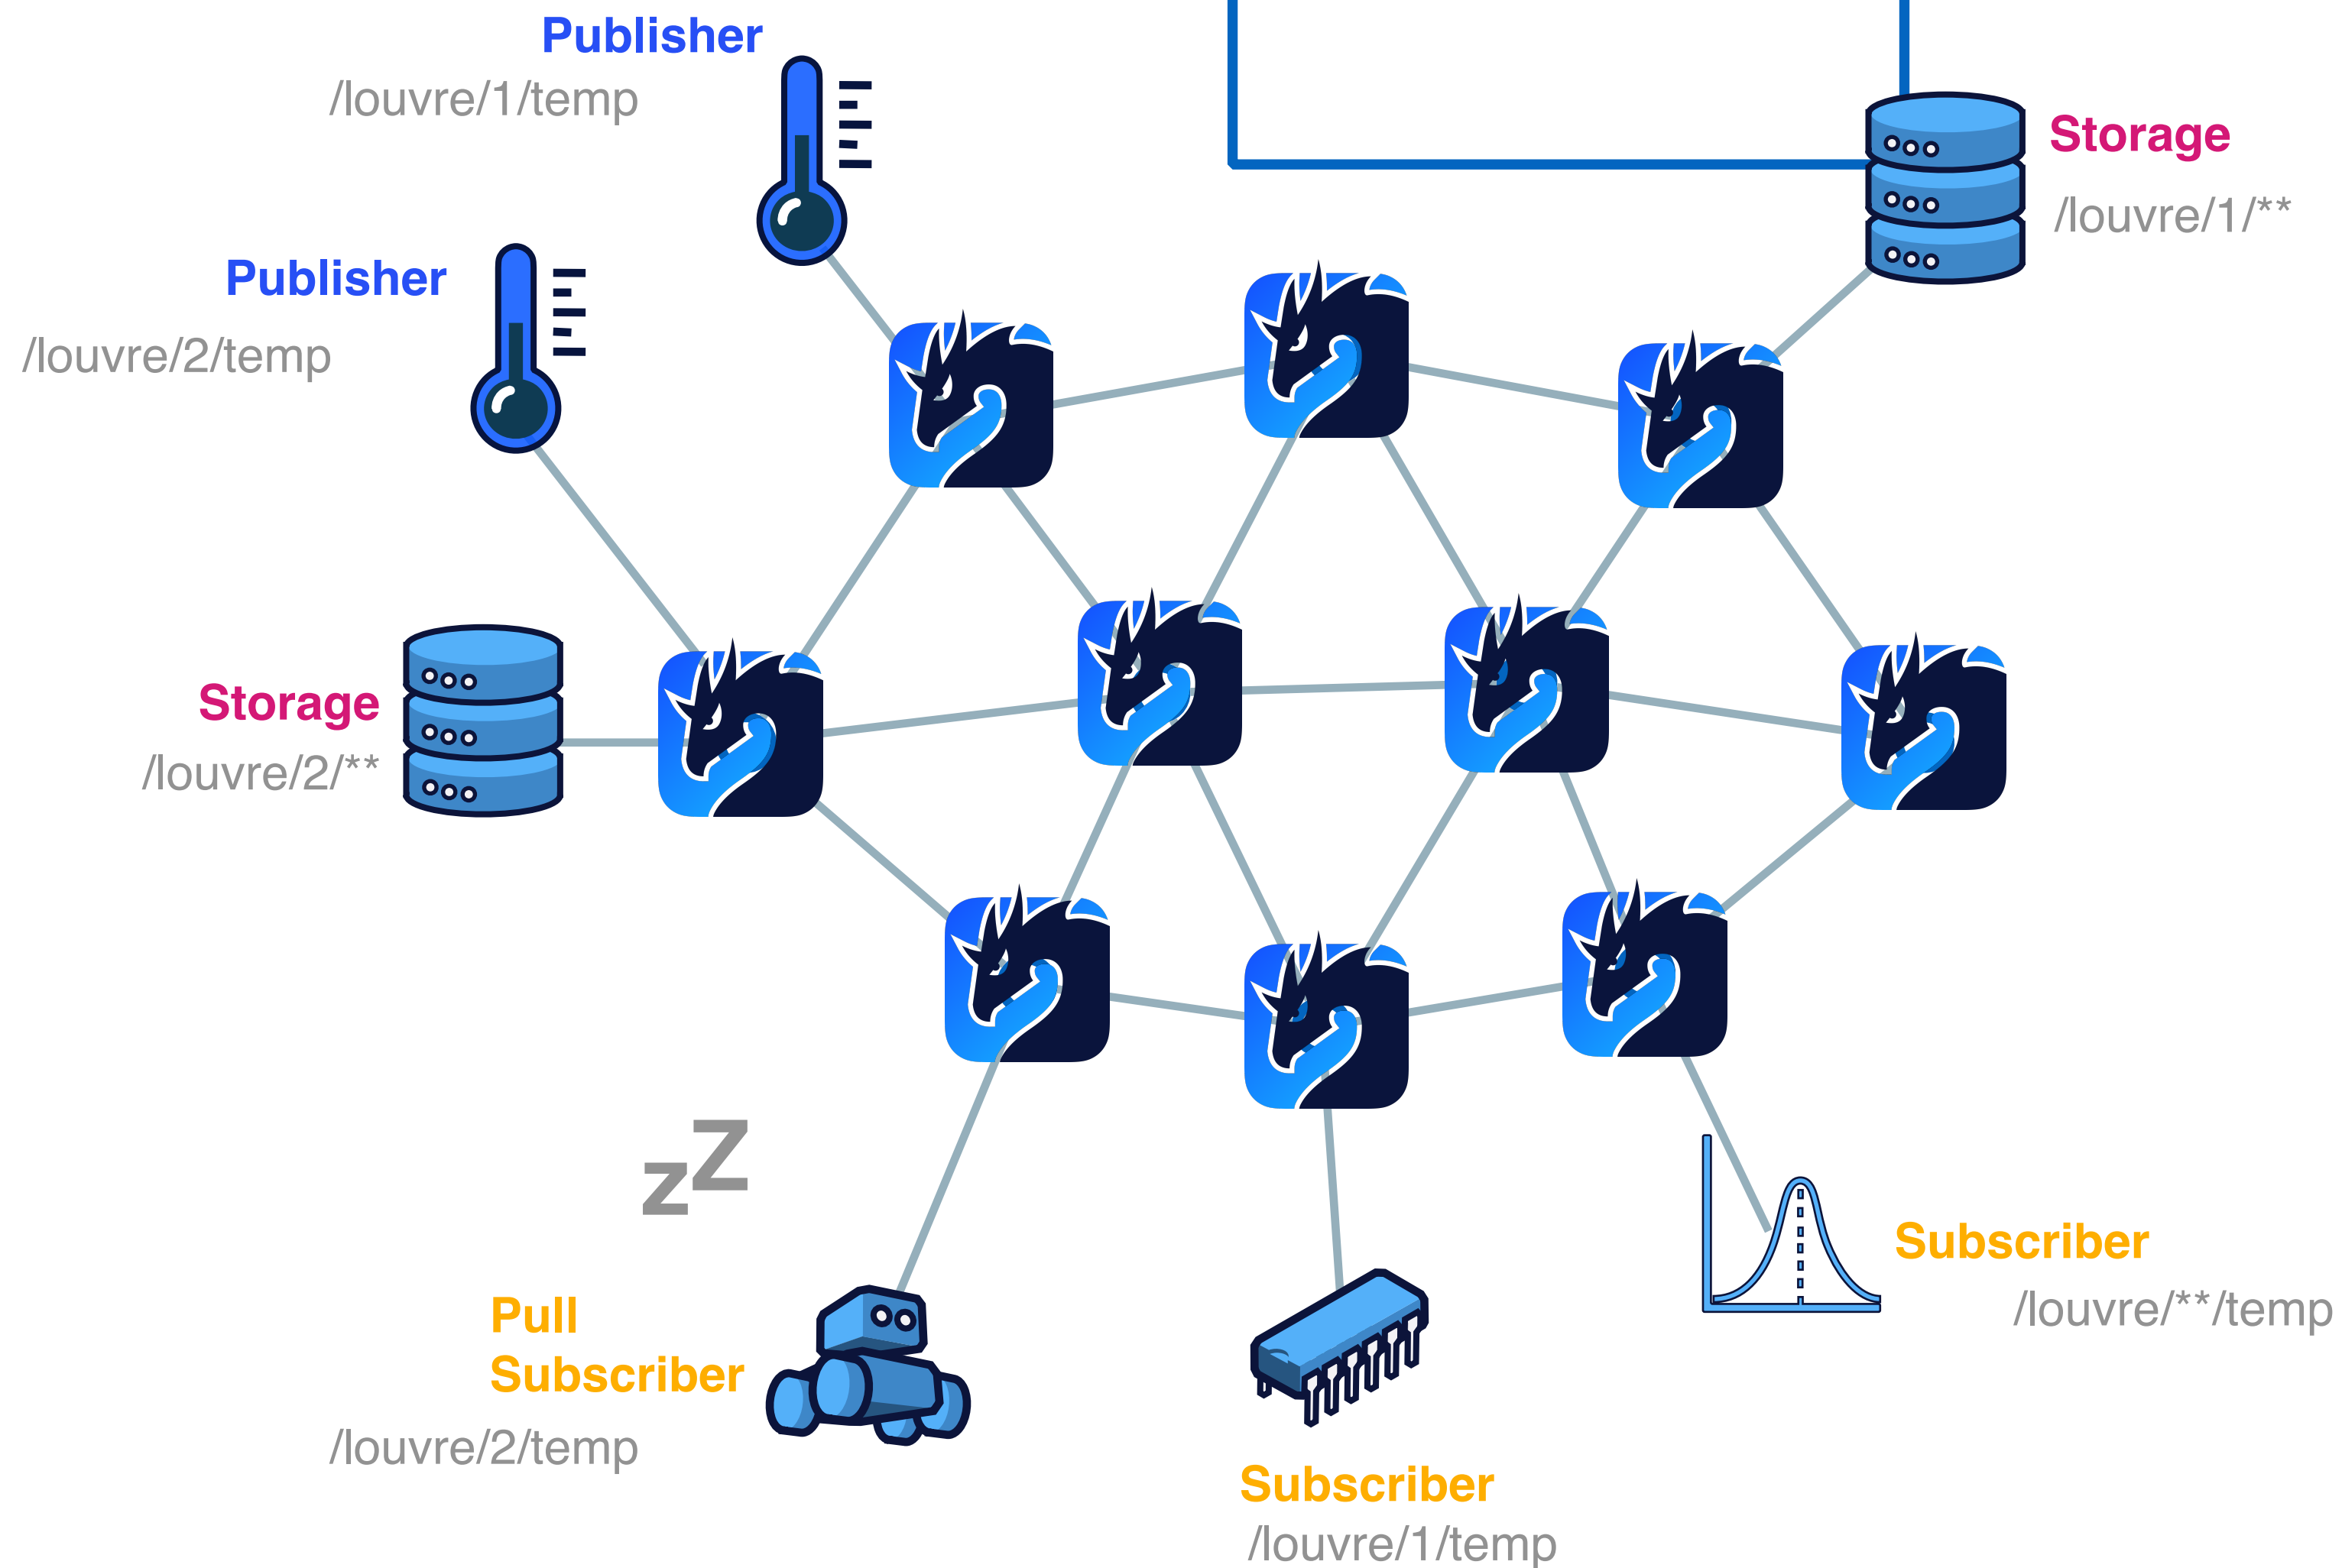 Publisher
/louvre/1/temp
Storage
/louvre/1/**
Publisher
/louvre/2/temp
Storage
/louvre/2/**
zZ
Subscriber
/louvre/**/temp
Pull
Subscriber
/louvre/2/temp
Subscriber
/louvre/1/temp